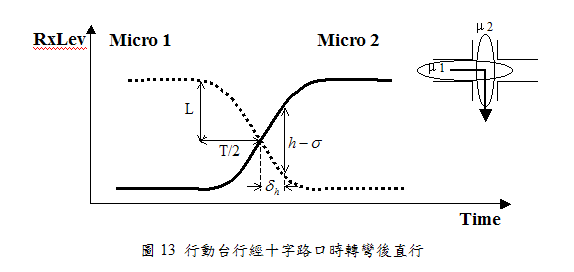 RxLev
Micro 1
Micro 2
μ2
μ1
L
T/2
h − σ
δh
Time
圖 13 行動台行經十字路口時轉彎後直行